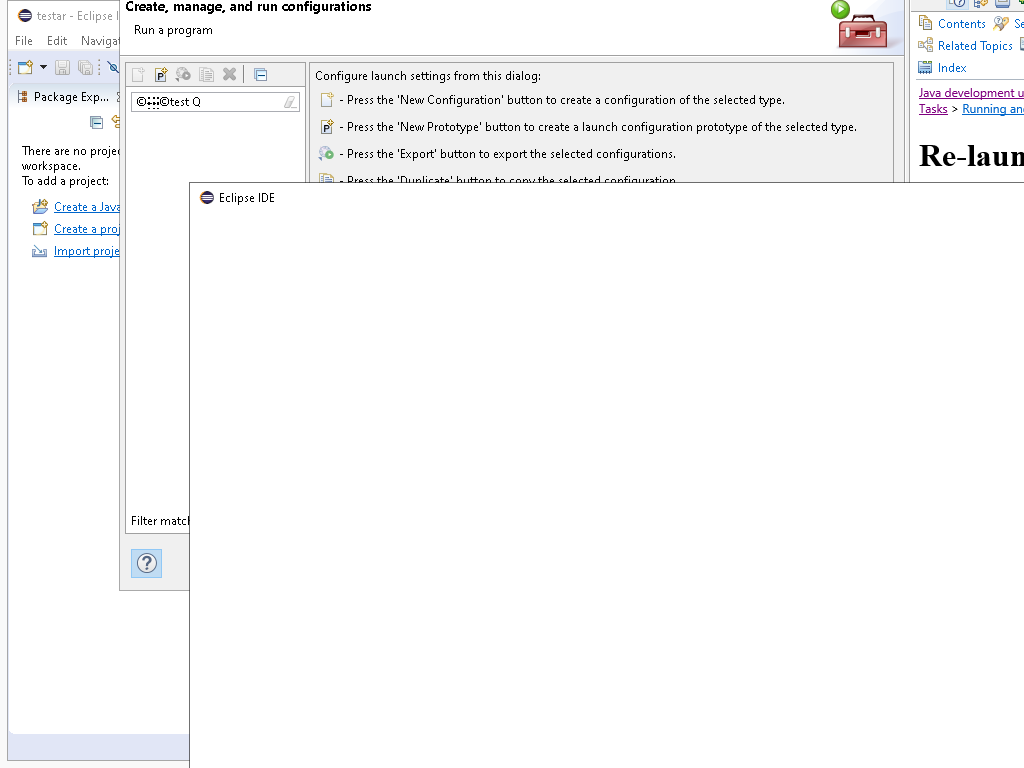 testar - Eclipse I
File Edit Navigat
Package Exp...
There are no projec
workspace.
To add a project:
Create a Java
Create a proj
Import proje
Create, manage, and run configurations
Run a program
test Q
Filter match
Configure launch settings from this dialog:
- Press the 'New Configuration' button to create a configuration of the selected type.
- Press the 'New Prototype' button to create a launch configuration prototype of the selected type.
- Press the 'Export' button to export the selected configurations.
- Press the 'Duplicate' button to copy the selected configuration.
Eclipse IDE
Contents Se
Related Topics
Index
Java development u
Tasks > Running and
Re-laun